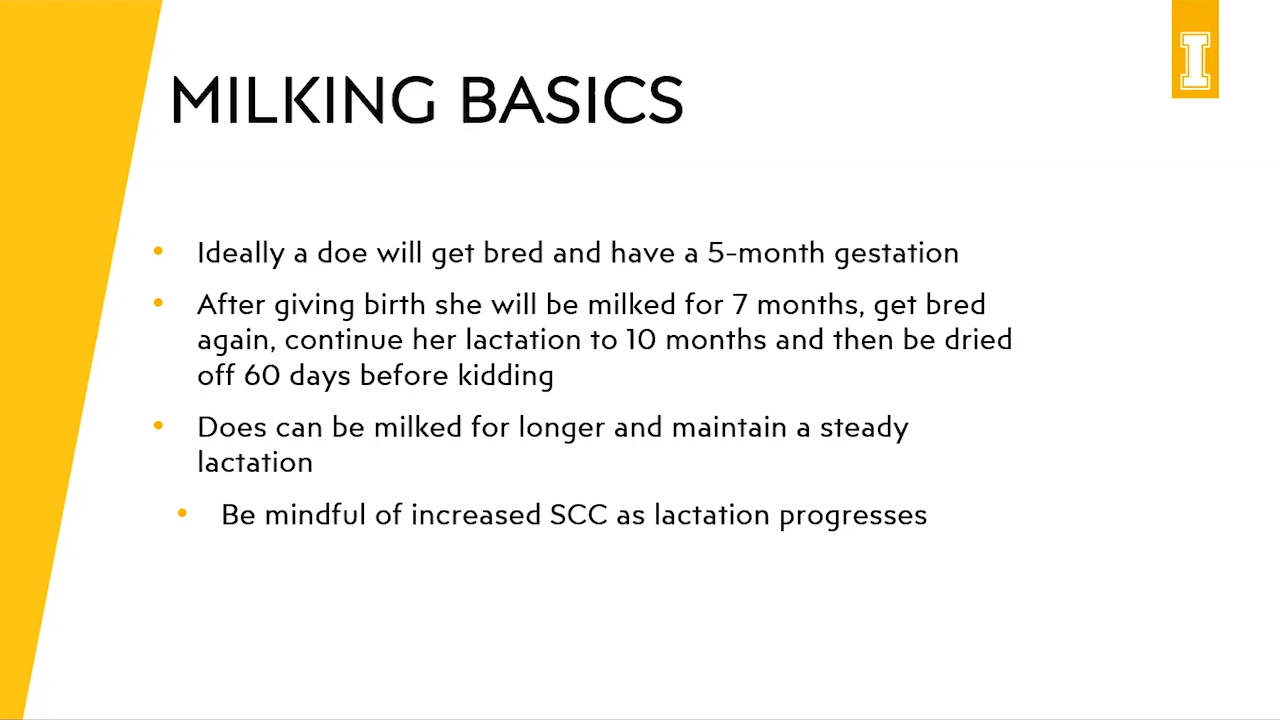 I
MILKING BASICS
• Ideally a doe will get bred and have a 5-month gestation
• After giving birth she will be milked for 7 months, get bred
again, continue her lactation to 10 months and then be dried
off 60 days before kidding
• Does can be milked for longer and maintain a steady
lactation
• Be mindful of increased SCC as lactation progresses